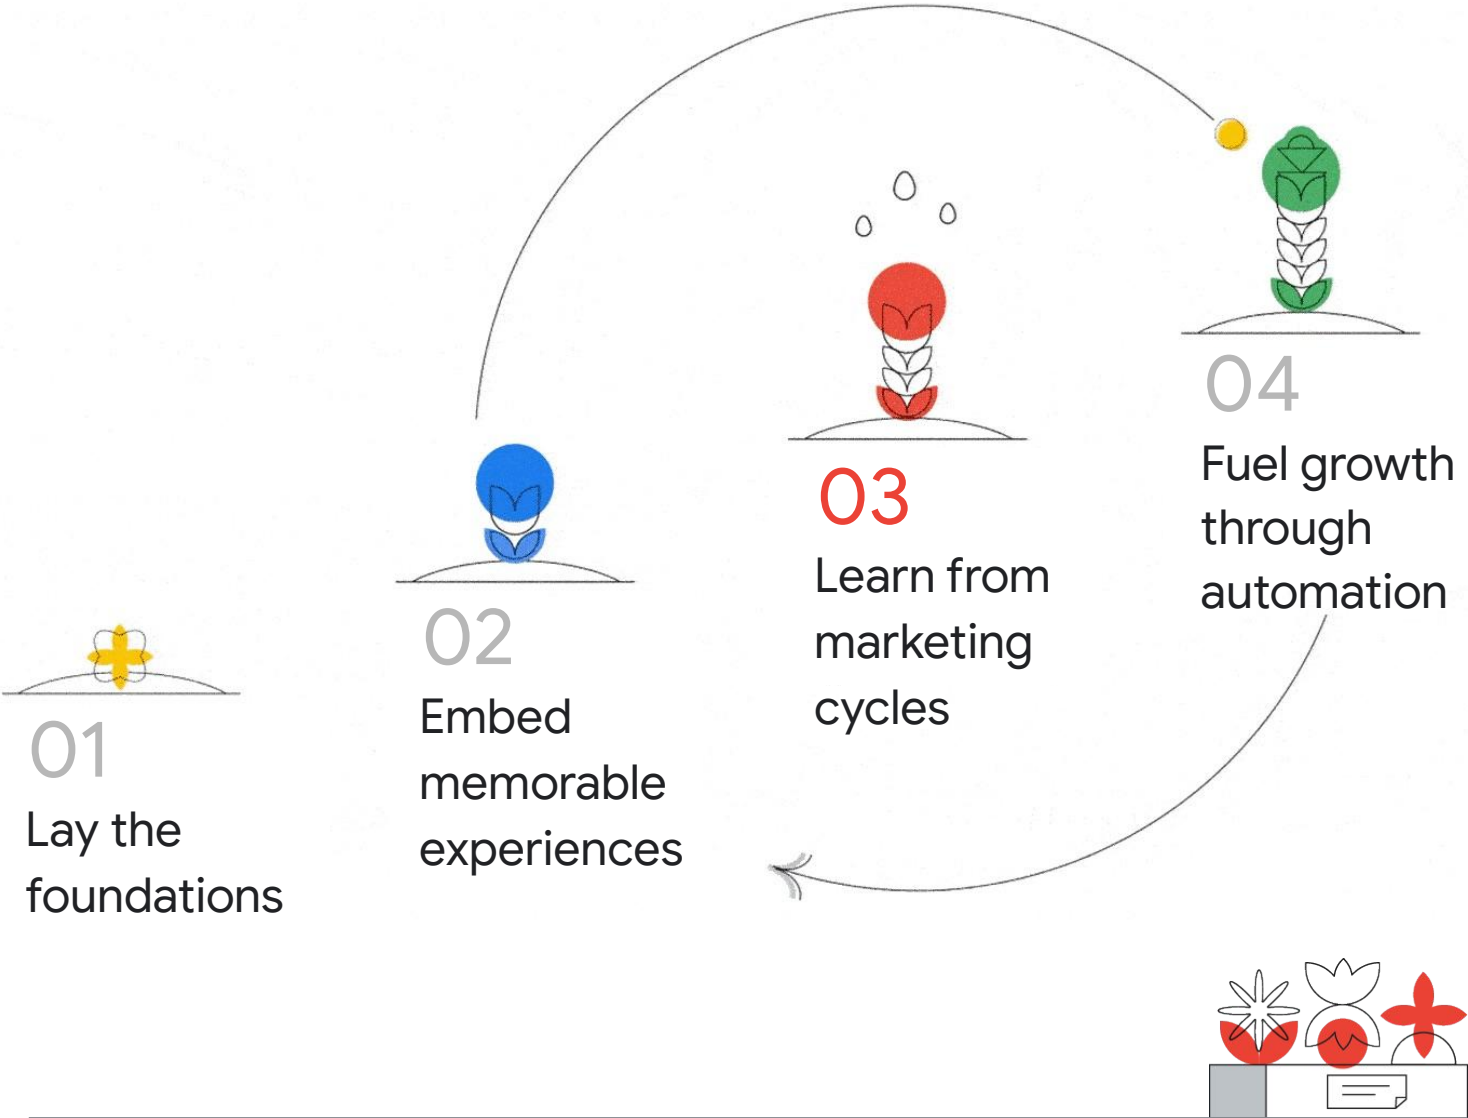 01
Lay the
foundations
02
Embed
memorable
experiences
03
Learn from
marketing
cycles
04
Fuel growth
through
automation